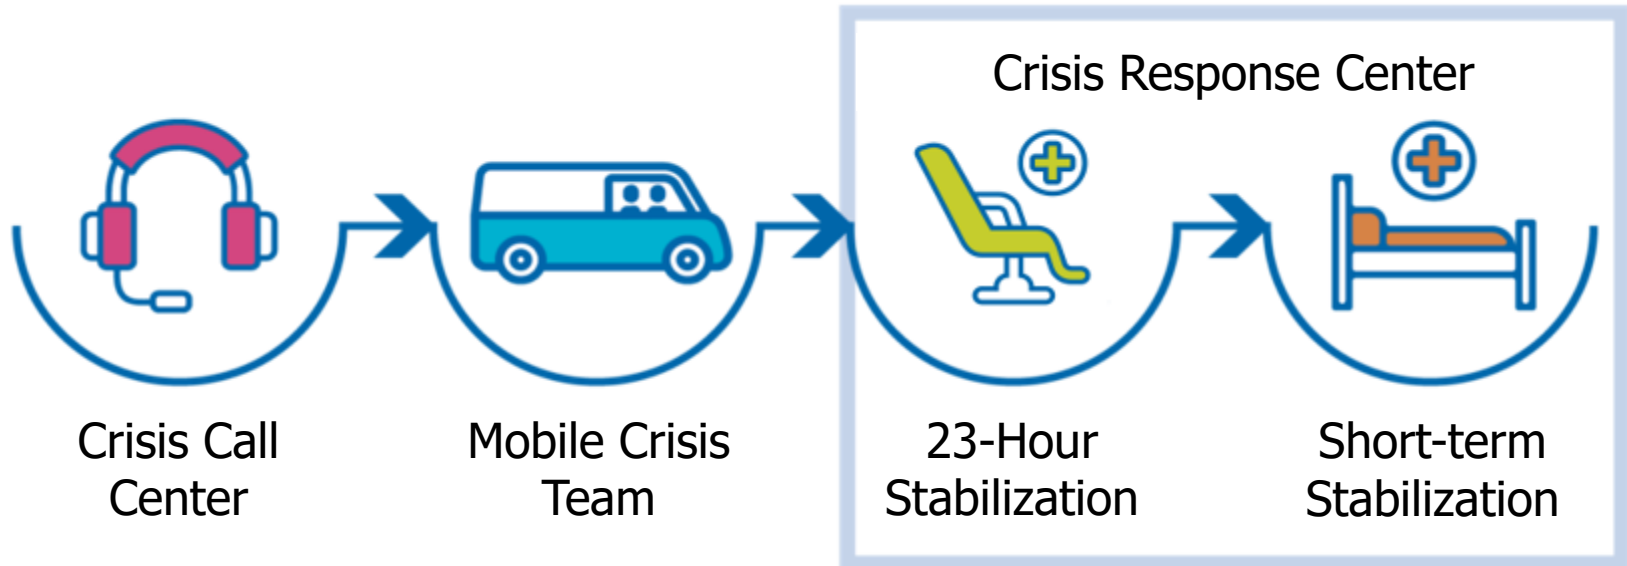 Crisis Response Center
Crisis Call
Center
Mobile Crisis
Team
23-Hour
Stabilization
Short-term
Stabilization